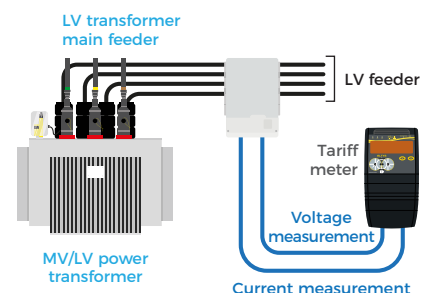 LV transformer
main feeder
LV feeder
Tariff
meter
Voltage
measurement
MV/LV power
transformer
Current measurement